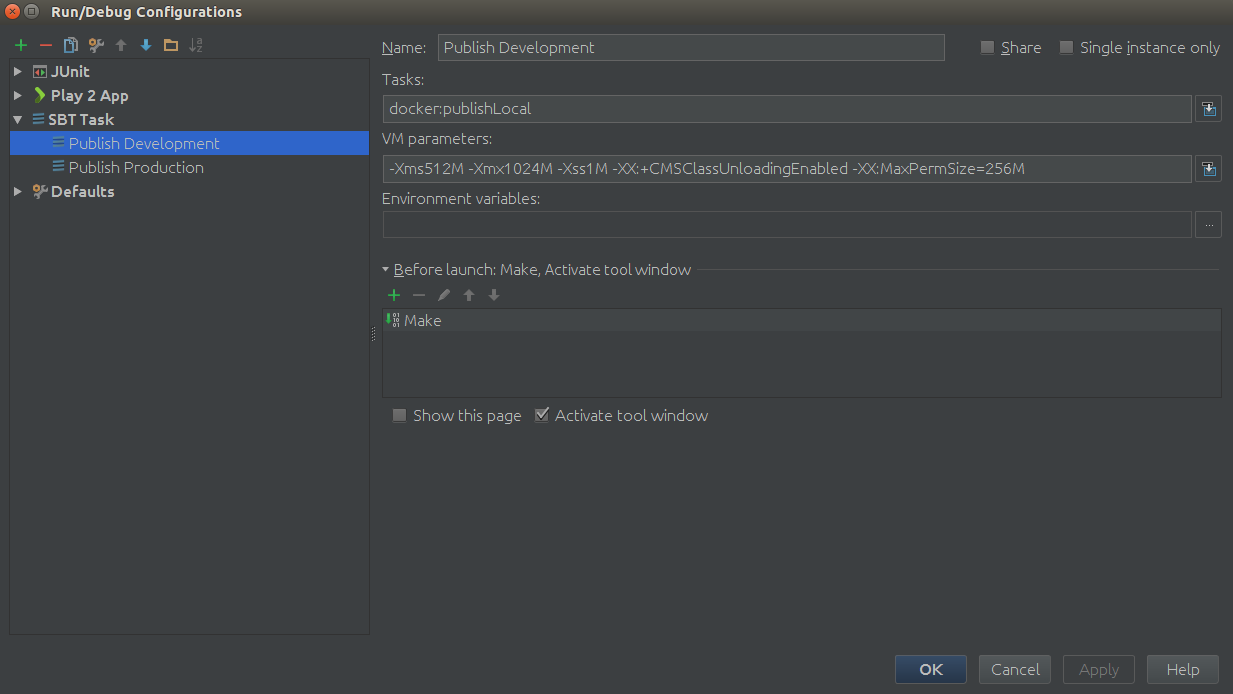 Run/Debug Configurations
JUnit
Play 2 App
SBT Task
Publish Development
Publish Production
Defaults
Name: Publish Development Share Single instance only
Tasks:
docker:publishLocal
VM parameters:
-Xms512M -Xmx1024M -Xss1M -XX:+CMSClassUnloadingEnabled -XX:MaxPermSize=256M
Environment variables:
...
Before launch: Make, Activate tool window
Make
Show this page Activate tool window
OK Cancel Apply Help